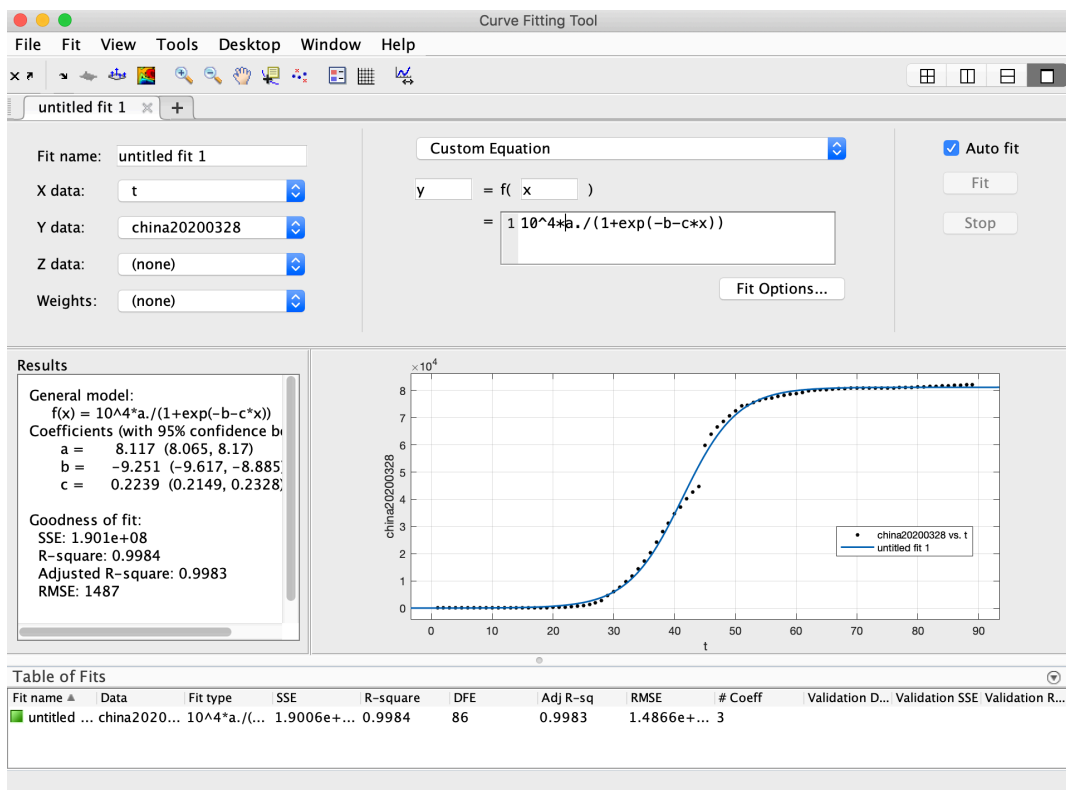 Curve Fitting Tool
File Fit View Tools Desktop Window Help
untitled fit 1
Fit name: untitled fit 1
X data: t
Y data: china20200328
Z data: (none)
Weights: (none)
Custom Equation
y = f( x )
= 1 10^4*a./(1+exp(-b-c*x))
Fit Options...
Auto fit
Fit
Stop
Results
General model:
f(x) = 10^4*a./(1+exp(-b-c*x))
Coefficients (with 95% confidence b
a = 8.117 (8.065, 8.17)
b = -9.251 (-9.617, -8.885)
c = 0.2239 (0.2149, 0.2328)
Goodness of fit:
SSE: 1.901e+08
R-square: 0.9984
Adjusted R-square: 0.9983
RMSE: 1487
×10^4
8
7
6
5
4
3
2
1
0
china20200328
0 10 20 30 40 50 60 70 80 90
t
china20200328 vs. t
untitled fit 1
Table of Fits
Fit name Data Fit type SSE R-square DFE Adj R-sq RMSE # Coeff Validation D... Validation SSE Validation R...
untitled ... china2020... 10^4*a./(... 1.9006e+... 0.9984 86 0.9983 1.4866e+... 3